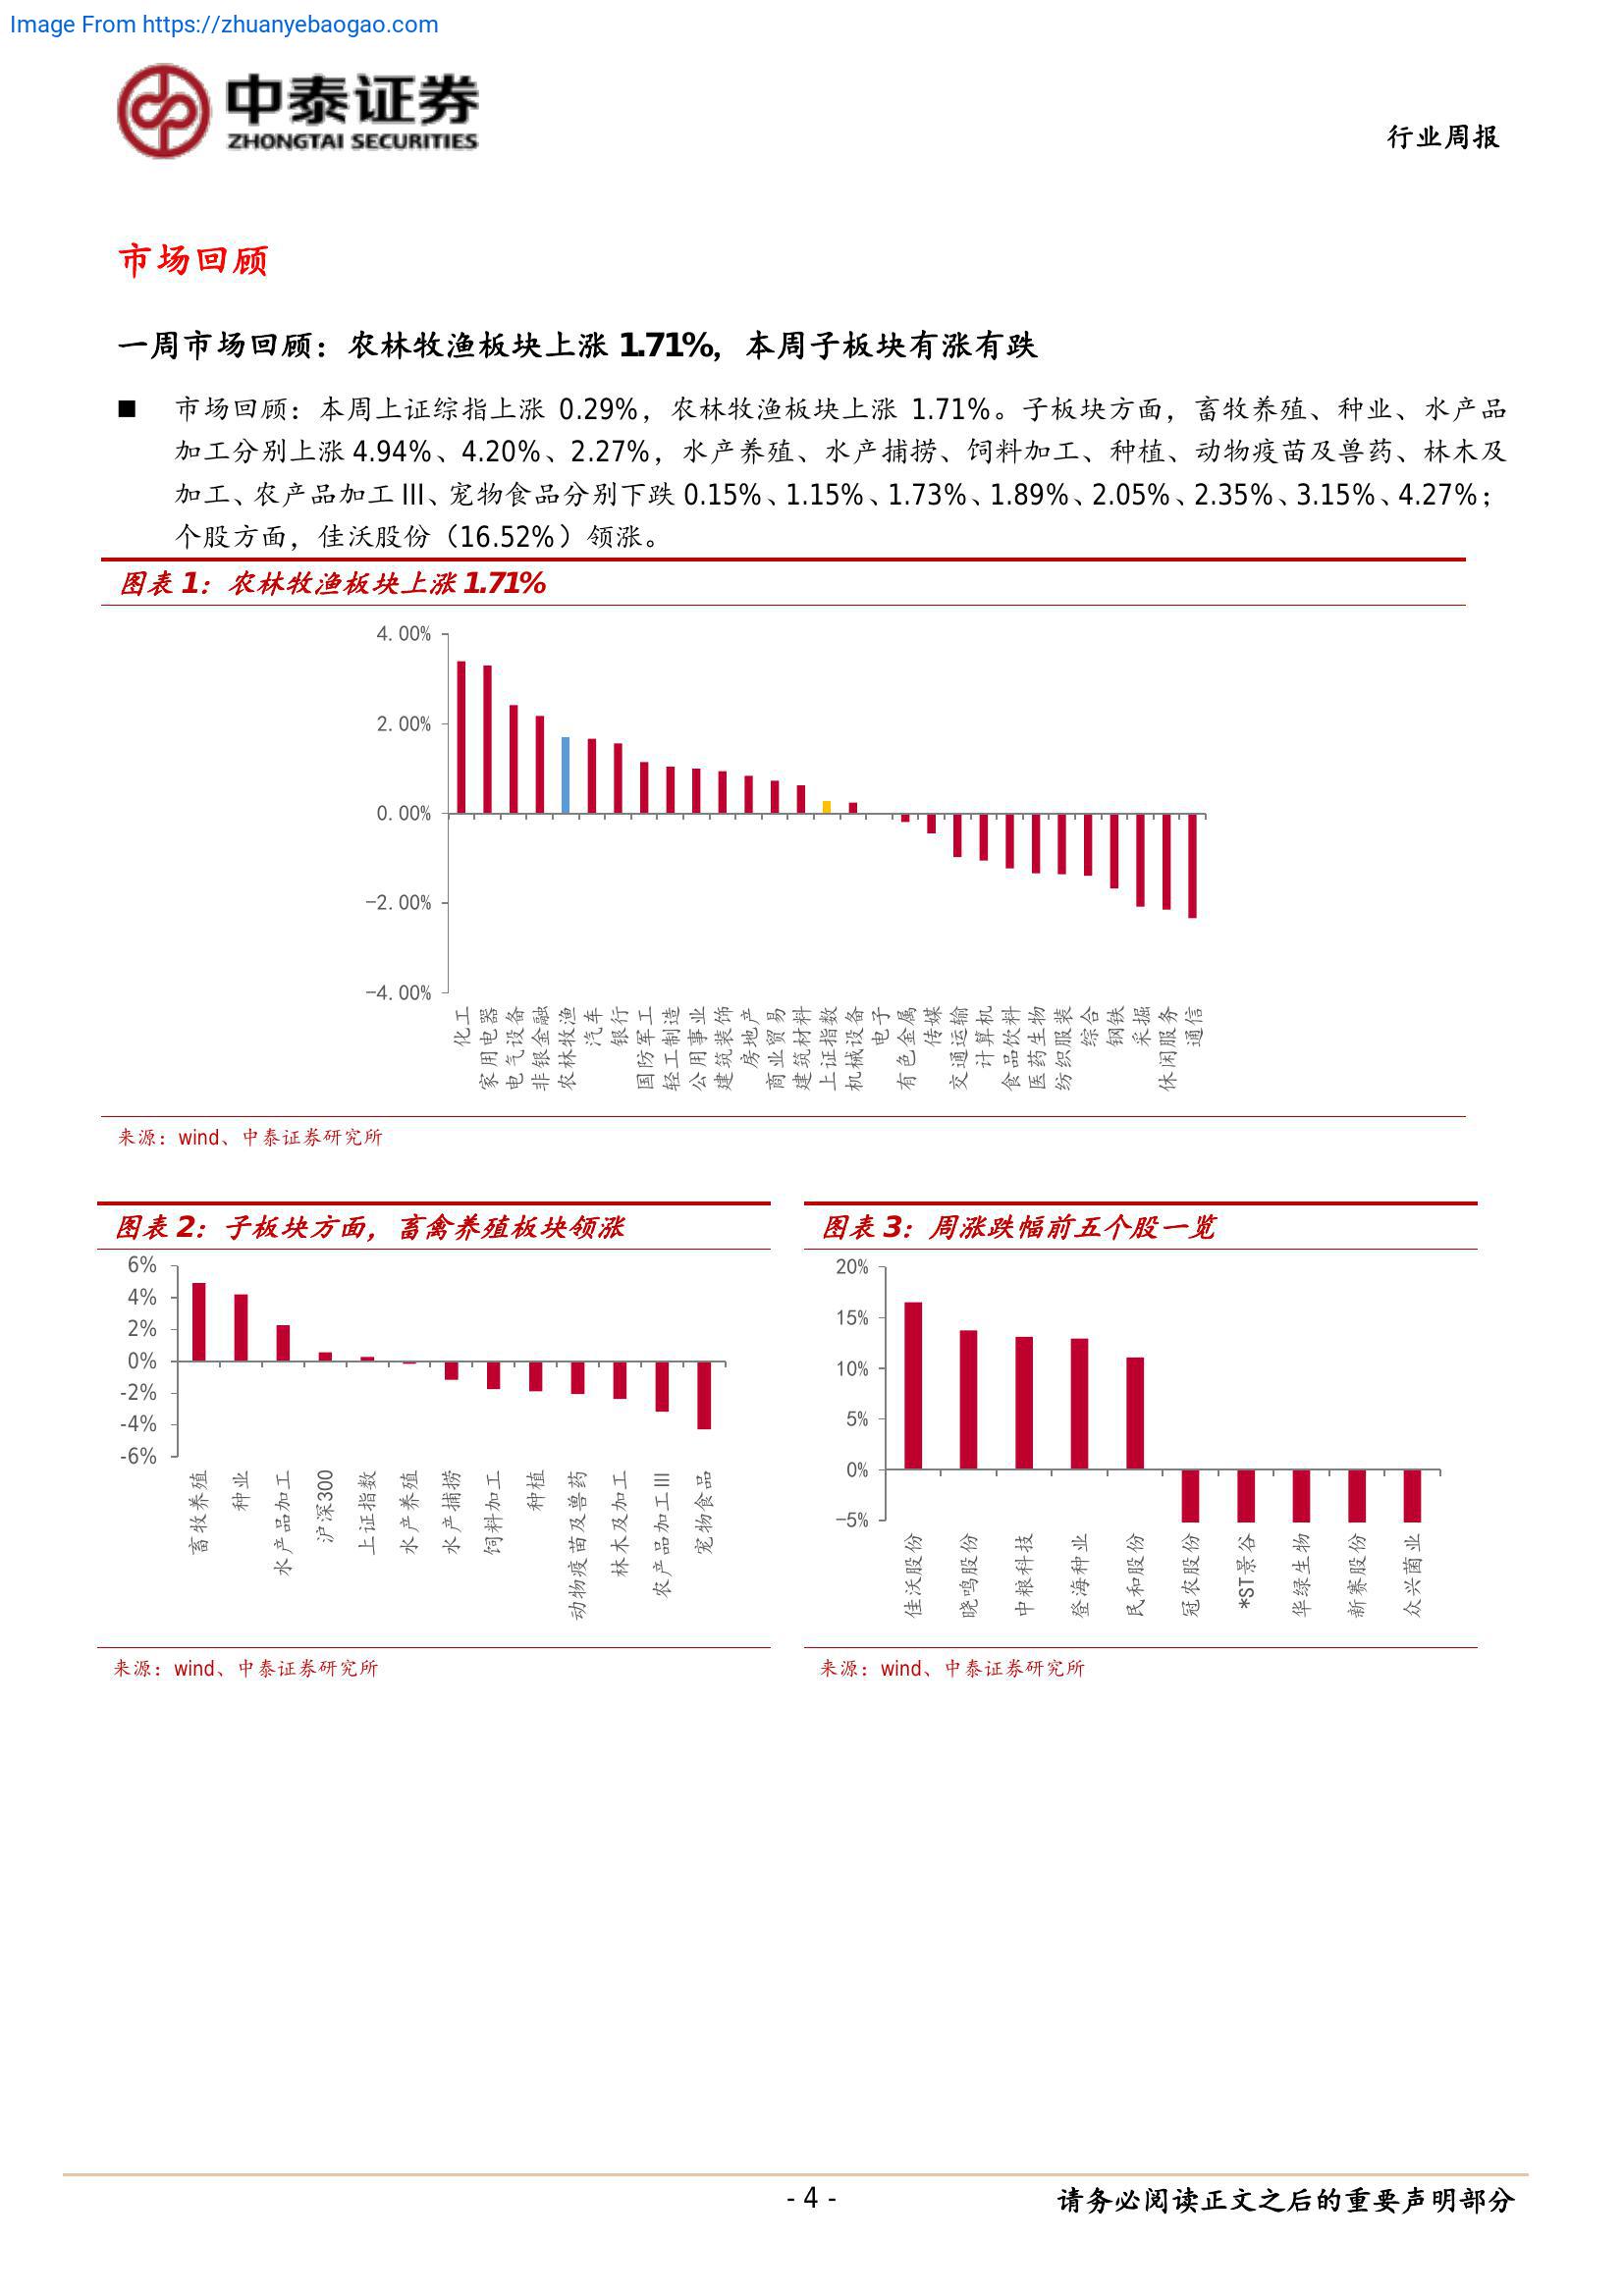 Image From https://zhuanyebaogao.com
中泰证券
ZHONGTAI SECURITIES
行业周报
市场回顾
一周市场回顾：农林牧渔板块上涨 1.71%，本周子板块有涨有跌
■ 市场回顾：本周上证综指上涨 0.29%，农林牧渔板块上涨 1.71%。子板块方面，畜牧养殖、种业、水产品
加工分别上涨 4.94%、4.20%、2.27%，水产养殖、水产捕捞、饲料加工、种植、动物疫苗及兽药、林木及
加工、农产品加工 III、宠物食品分别下跌 0.15%、1.15%、1.73%、1.89%、2.05%、2.35%、3.15%、4.27%；
个股方面，佳沃股份（16.52%）领涨。
图表 1：农林牧渔板块上涨 1.71%
4.00%
2.00%
0.00%
-2.00%
-4.00%
化工
家用电器
电气设备
非银金融
农林牧渔
汽车
银行
国防军工
轻工制造
公用事业
建筑装饰
房地产
商业贸易
建筑材料
上证指数
机械设备
电子
有色金属
传媒
交通运输
计算机
食品饮料
医药生物
纺织服装
综合
钢铁
采掘
休闲服务
通信
来源：wind、中泰证券研究所
图表 2：子板块方面，畜禽养殖板块领涨
6%
4%
2%
0%
-2%
-4%
-6%
畜牧养殖
种业
水产品加工
沪深300
上证指数
水产养殖
水产捕捞
饲料加工
种植
动物疫苗及兽药
林木及加工
农产品加工III
宠物食品
来源：wind、中泰证券研究所
图表 3：周涨跌幅前五个股一览
20%
15%
10%
5%
0%
-5%
佳沃股份
晓鸣股份
中粮科技
登海种业
民和股份
冠农股份
*ST景谷
华绿生物
新赛股份
众兴菌业
来源：wind、中泰证券研究所
- 4 -
请务必阅读正文之后的重要声明部分